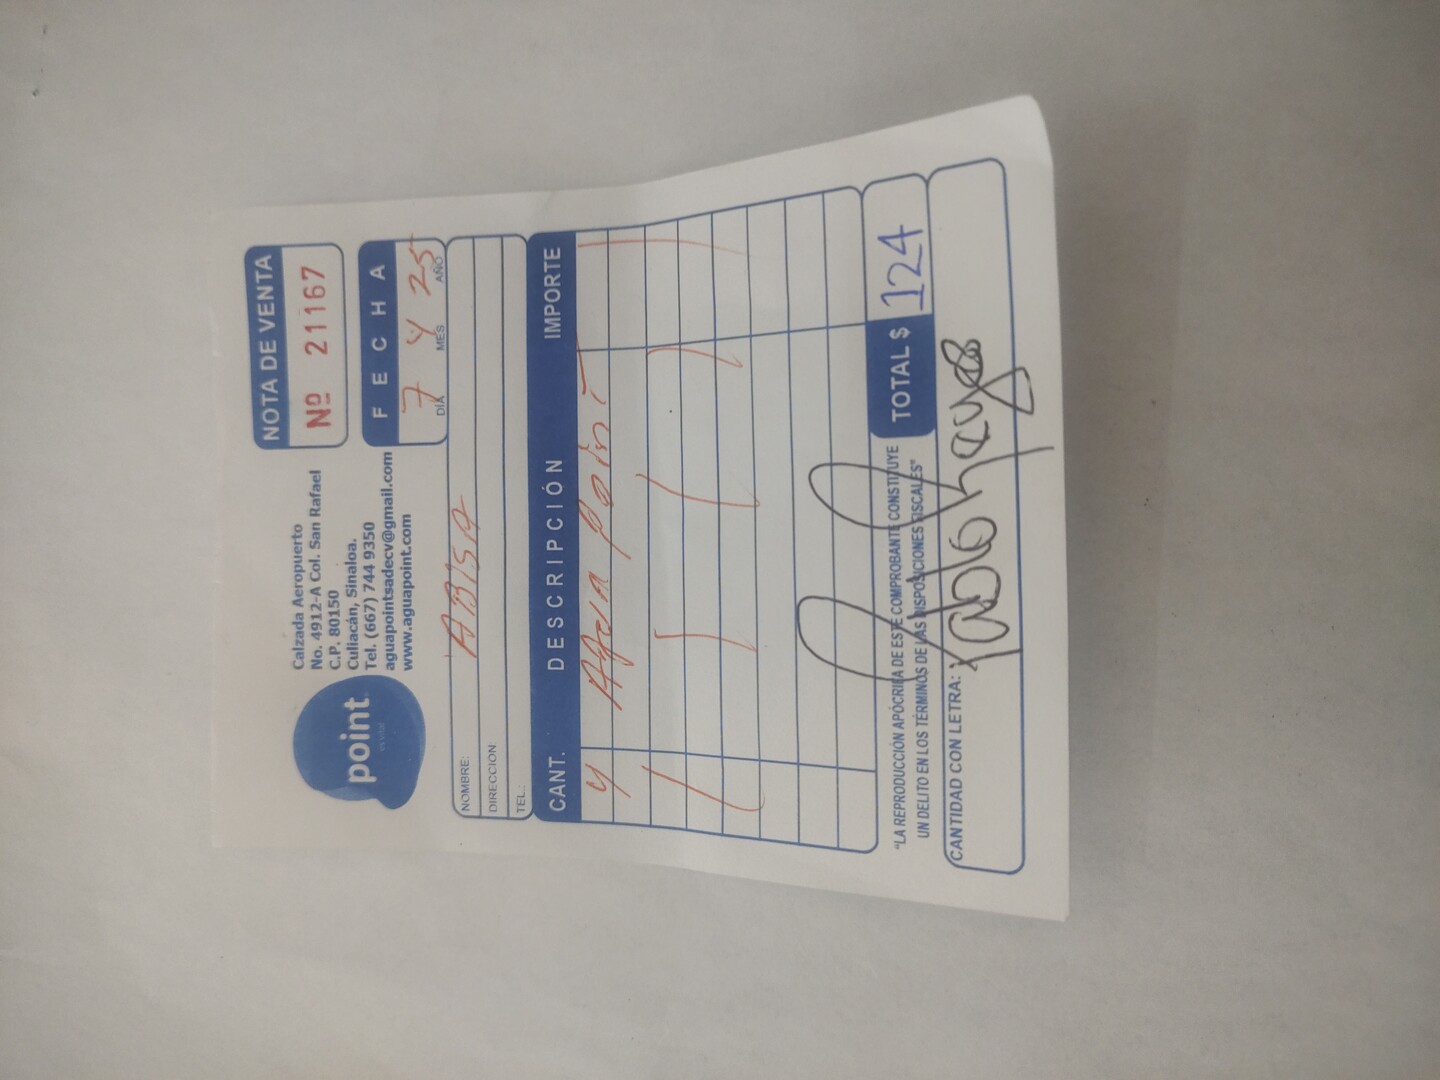 point
Calzada Aeropuerto
No. 4912-A Col. San Rafael
C.P. 80150
Culiacán, Sinaloa.
Tel. (667) 744 9350
aguapointsadecv@gmail.com
www.aguapoint.com
NOTA DE VENTA
Nº 21167
FECHA
7 4 25
DÍA MES AÑO
NOMBRE: ABISA
DIRECCIÓN:
TEL.:
CANT. DESCRIPCIÓN IMPORTE
4 Agua Point
"LA REPRODUCCIÓN APÓCRIFA DE ESTE COMPROBANTE CONSTITUYE
UN DELITO EN LOS TÉRMINOS DE LAS DISPOSICIONES FISCALES"
TOTAL $ 124
CANTIDAD CON LETRA: